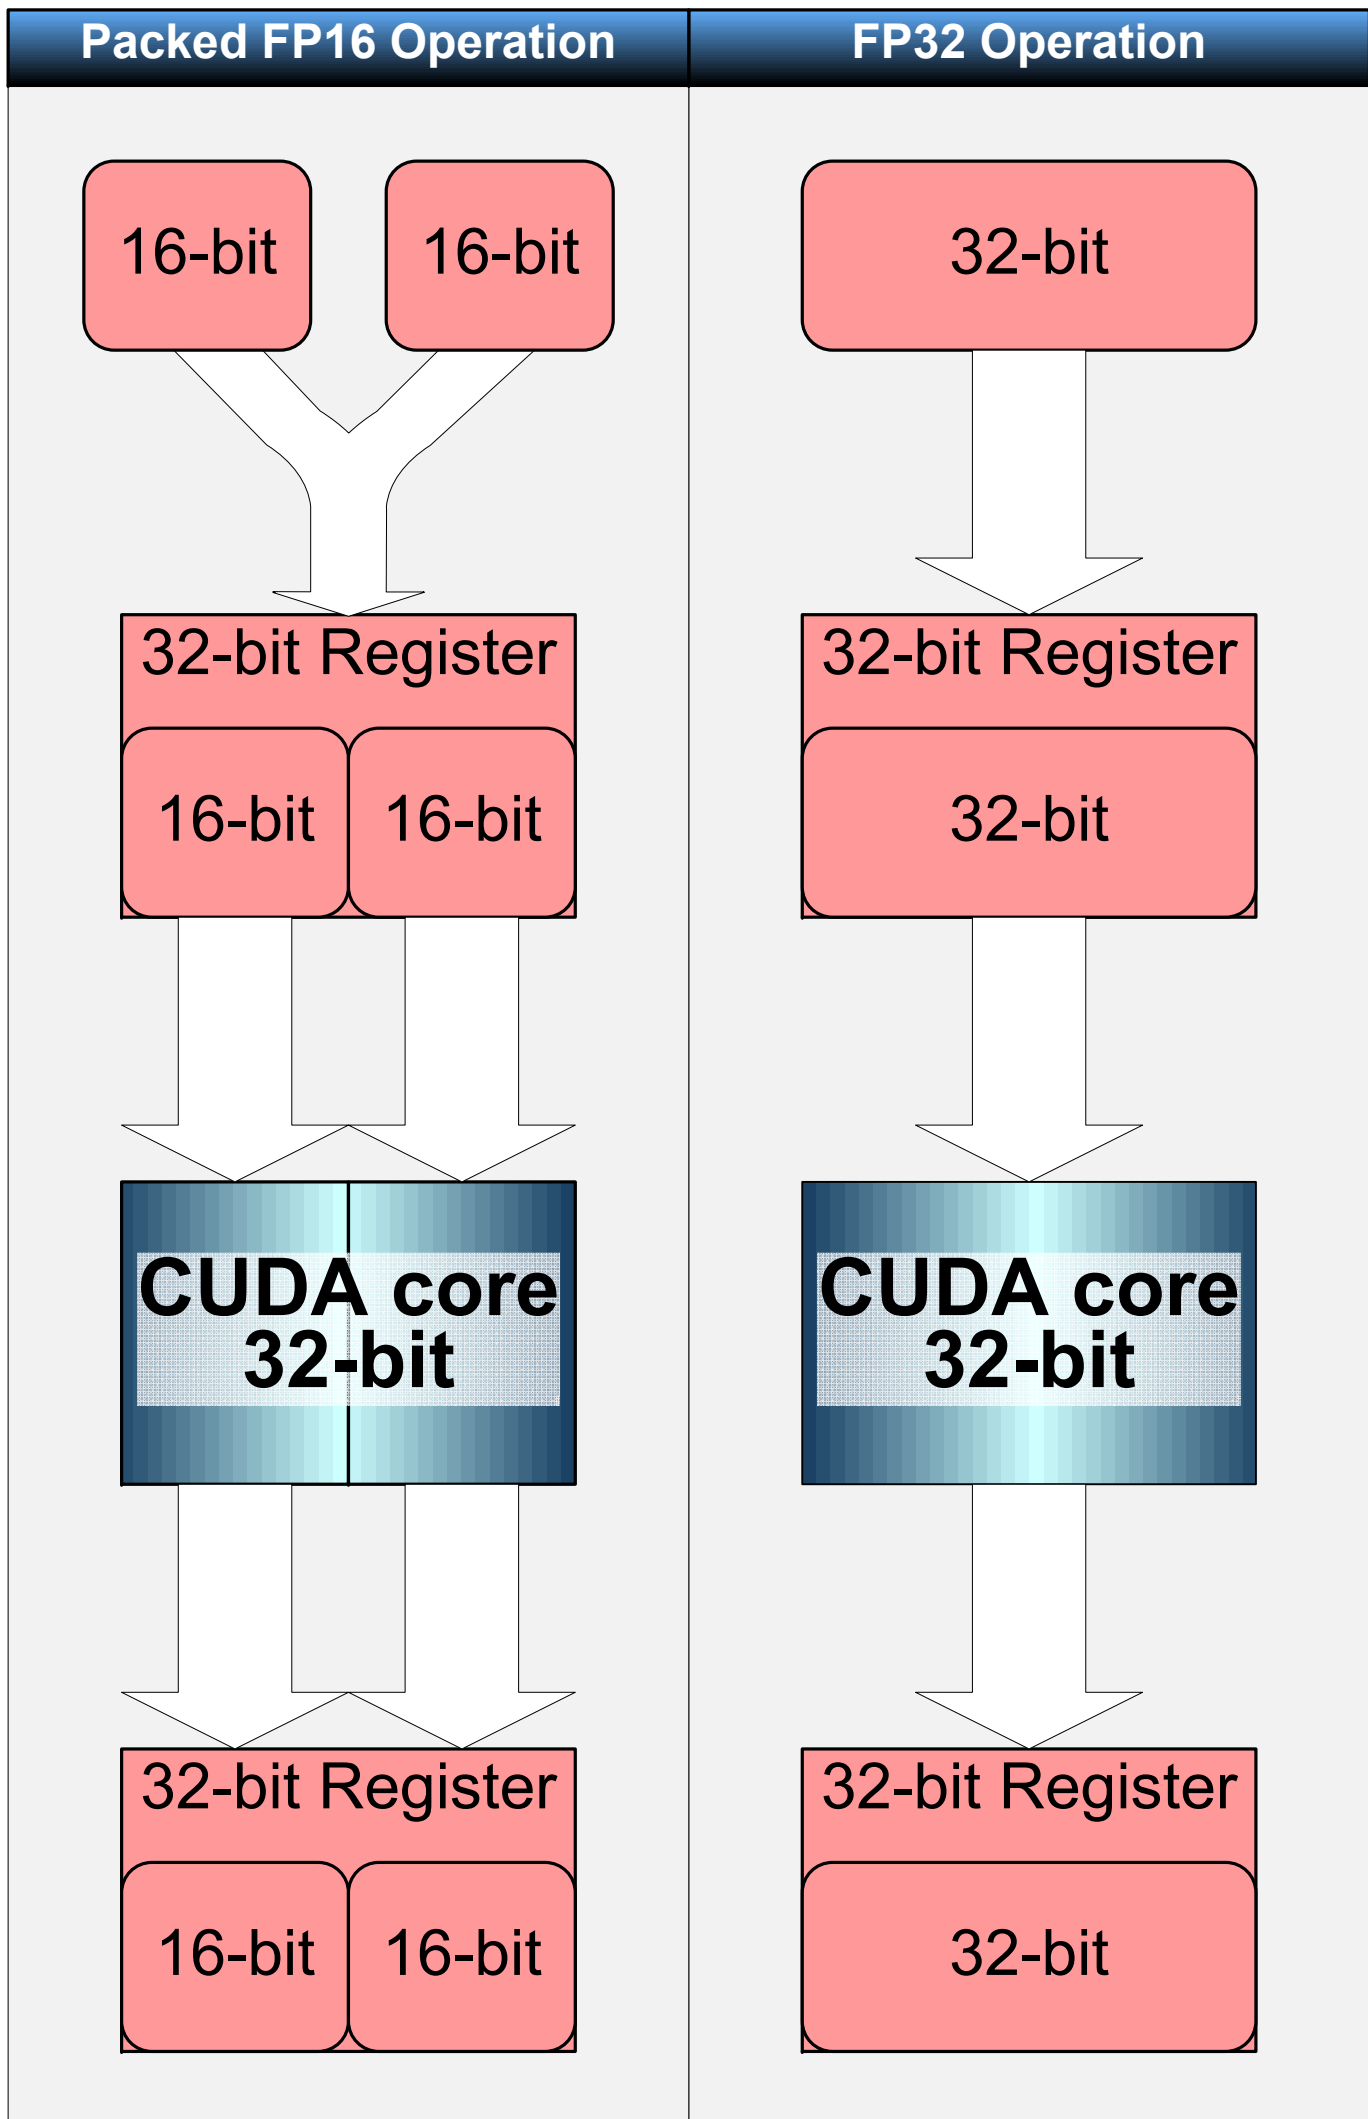 Packed FP16 Operation
FP32 Operation
16-bit 16-bit
32-bit
32-bit Register
16-bit 16-bit
32-bit Register
32-bit
CUDA core
32-bit
CUDA core
32-bit
32-bit Register
16-bit 16-bit
32-bit Register
32-bit